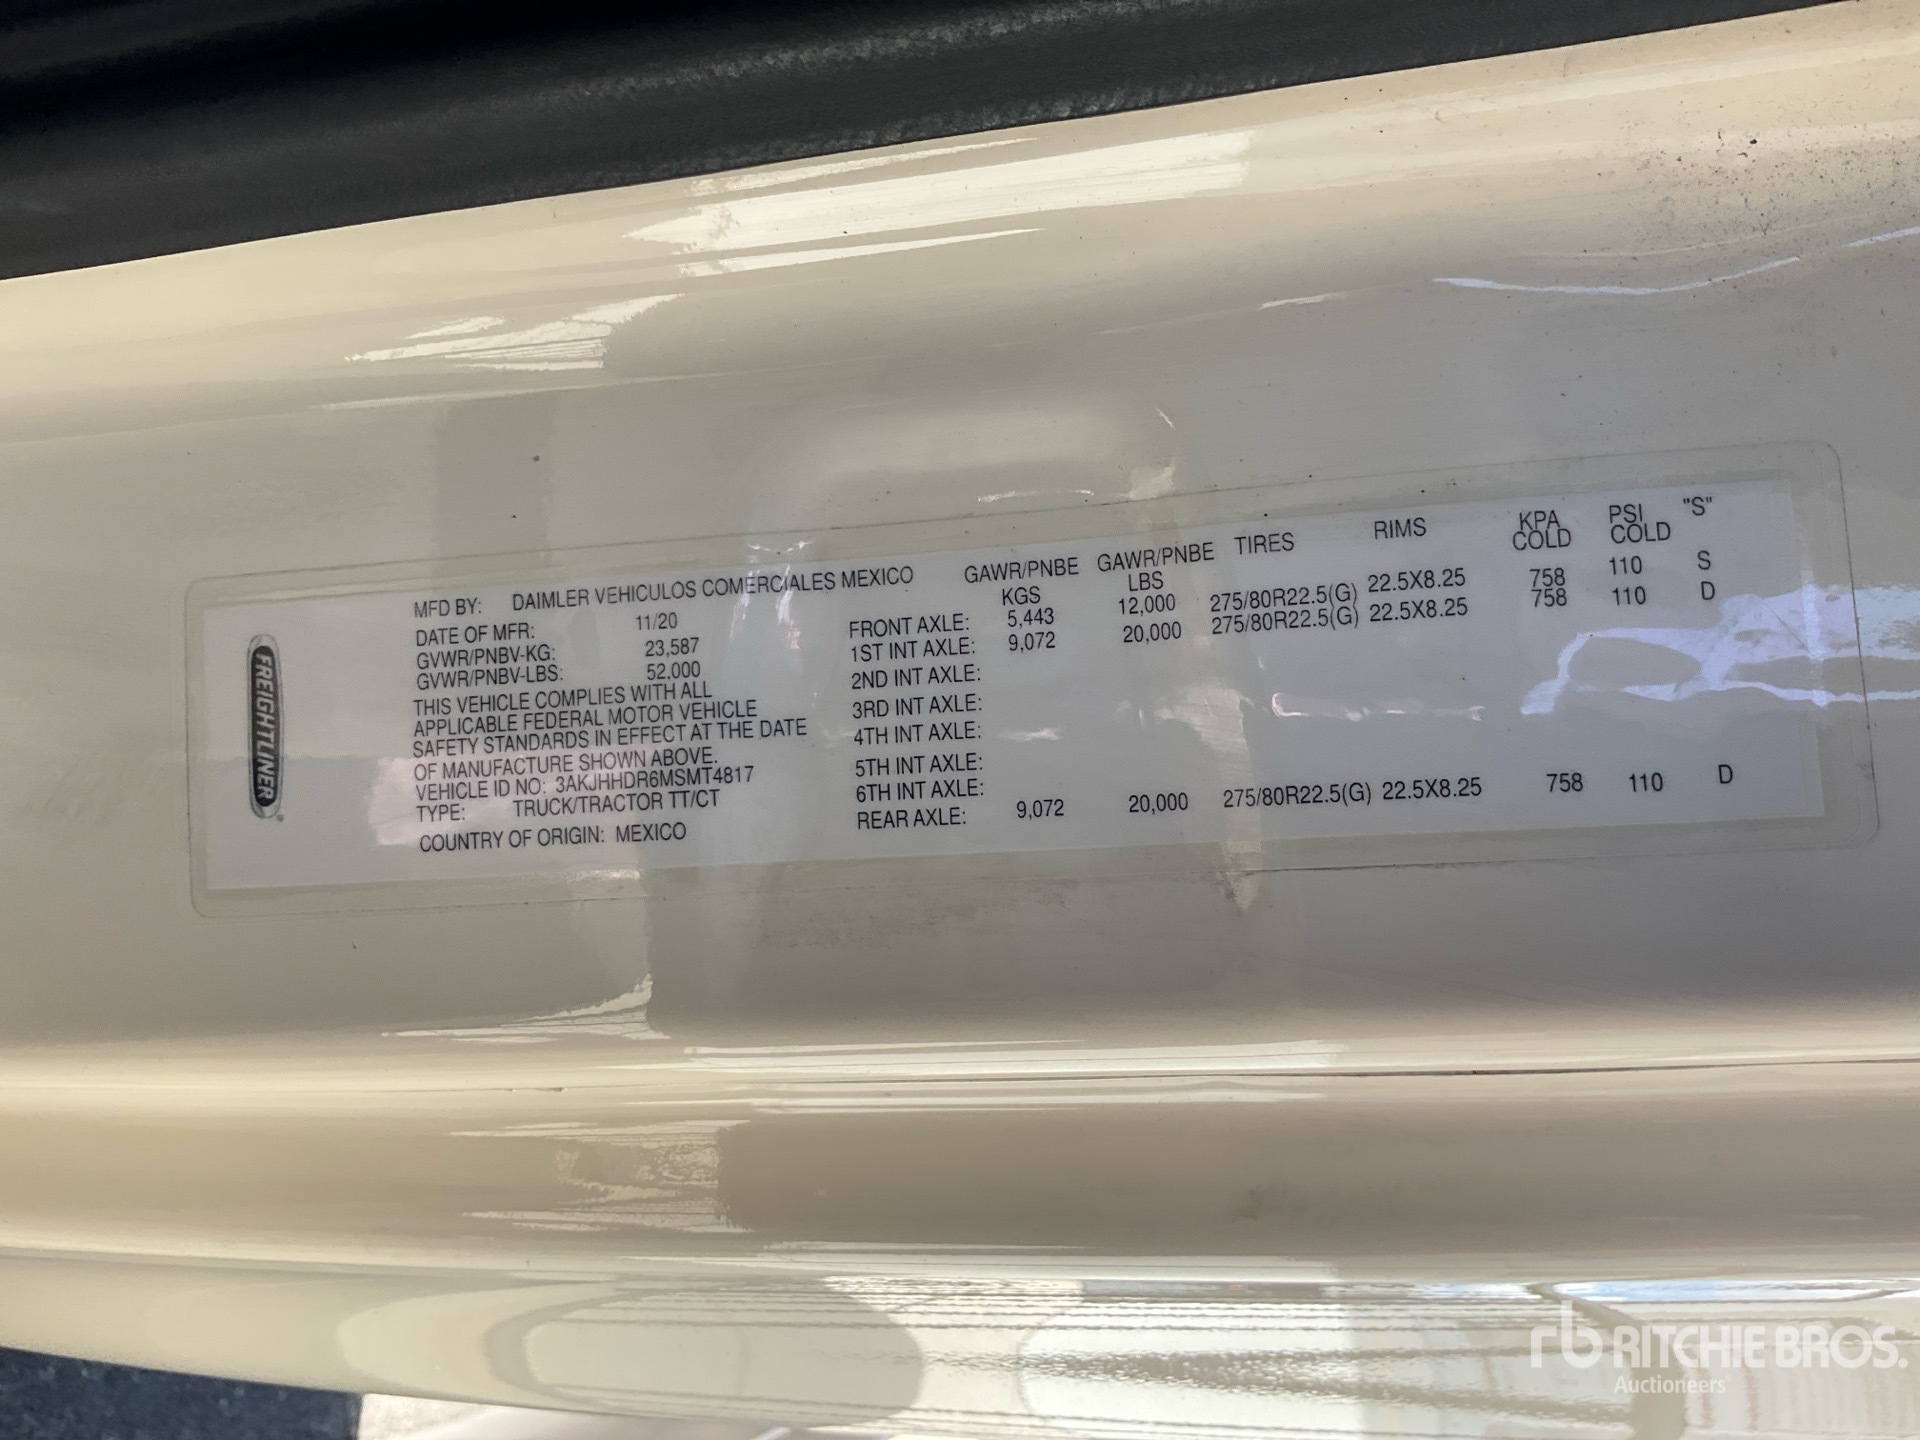 FREIGHTLINER
MFD BY: DAIMLER VEHICULOS COMERCIALES MEXICO
DATE OF MFR: 11/20
GVWR/PNBV-KG: 23,587
GVWR/PNBV-LBS: 52,000
THIS VEHICLE COMPLIES WITH ALL
APPLICABLE FEDERAL MOTOR VEHICLE
SAFETY STANDARDS IN EFFECT AT THE DATE
OF MANUFACTURE SHOWN ABOVE.
VEHICLE ID NO: 3AKJHHDR6MSMT4817
TYPE: TRUCK/TRACTOR TT/CT
COUNTRY OF ORIGIN: MEXICO
GAWR/PNBE GAWR/PNBE TIRES RIMS KPA PSI "S"
KGS LBS COLD COLD
FRONT AXLE: 5,443 12,000 275/80R22.5(G) 22.5X8.25 758 110 S
1ST INT AXLE: 9,072 20,000 275/80R22.5(G) 22.5X8.25 758 110 D
2ND INT AXLE:
3RD INT AXLE:
4TH INT AXLE:
5TH INT AXLE:
6TH INT AXLE:
REAR AXLE: 9,072 20,000 275/80R22.5(G) 22.5X8.25 758 110 D
rb RITCHIE BROS.
Auctioneers